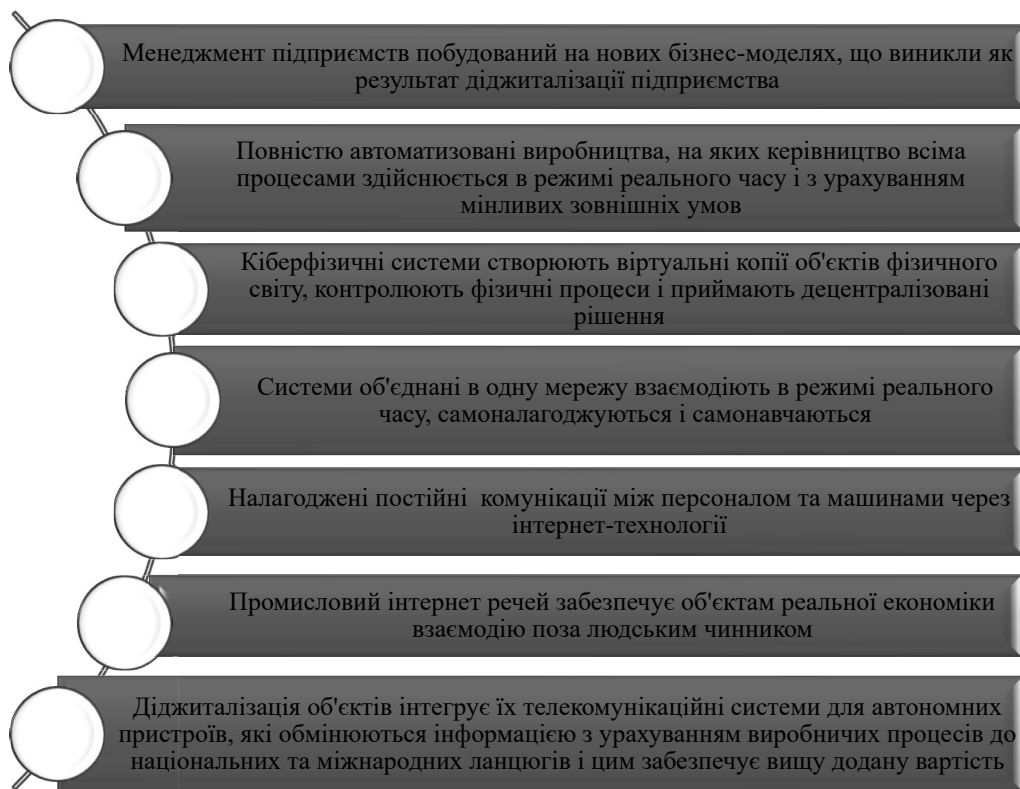 Менеджмент підприємств побудований на нових бізнес-моделях, що виникли як
результат діджиталізації підприємства
Повністю автоматизовані виробництва, на яких керівництво всіма
процесами здійснюється в режимі реального часу і з урахуванням
мінливих зовнішніх умов
Кіберфізичні системи створюють віртуальні копії об'єктів фізичного
світу, контролюють фізичні процеси і приймають децентралізовані
рішення
Системи об'єднані в одну мережу взаємодіють в режимі реального
часу, самоналагоджуються і самонавчаються
Налагоджені постійні  комунікації між персоналом та машинами через
інтернет-технології
Промисловий інтернет речей забезпечує об'єктам реальної економіки
взаємодію поза людським чинником
Діджиталізація об'єктів інтегрує їх телекомунікаційні системи для автономних
пристроїв, які обмінюються інформацією з урахуванням виробничих процесів до
національних та міжнародних ланцюгів і цим забезпечує вищу додану вартість